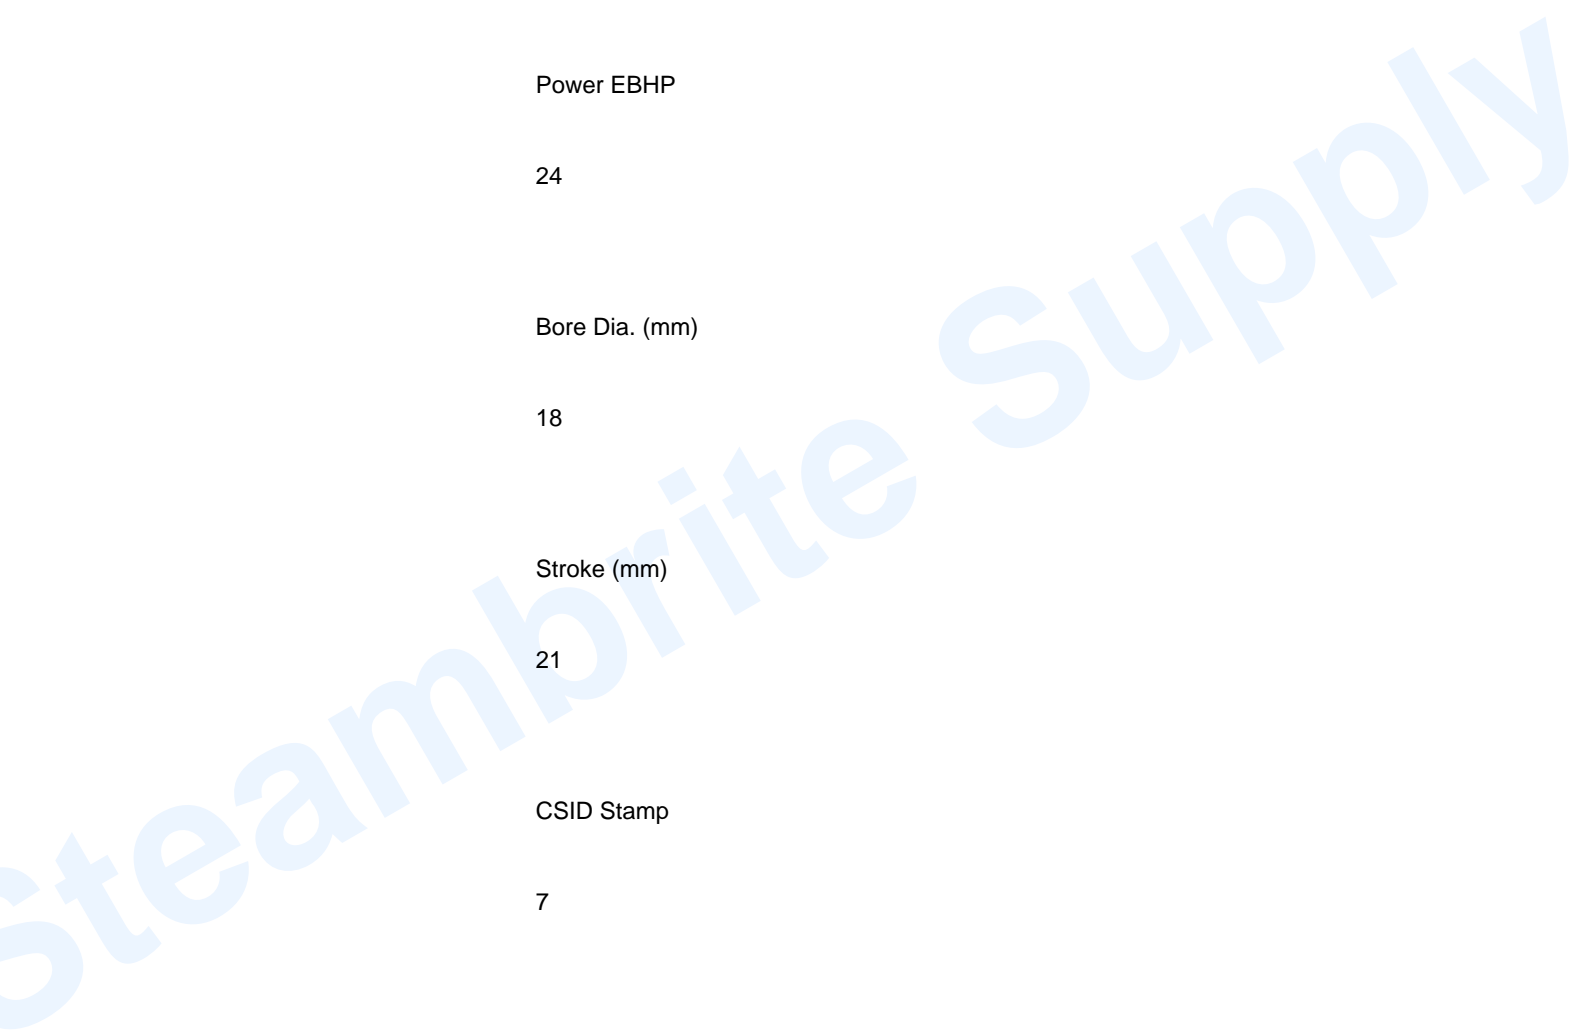 Power EBHP
24
Bore Dia. (mm)
18
Stroke (mm)
21
CSID Stamp
7
Steambrite Supply